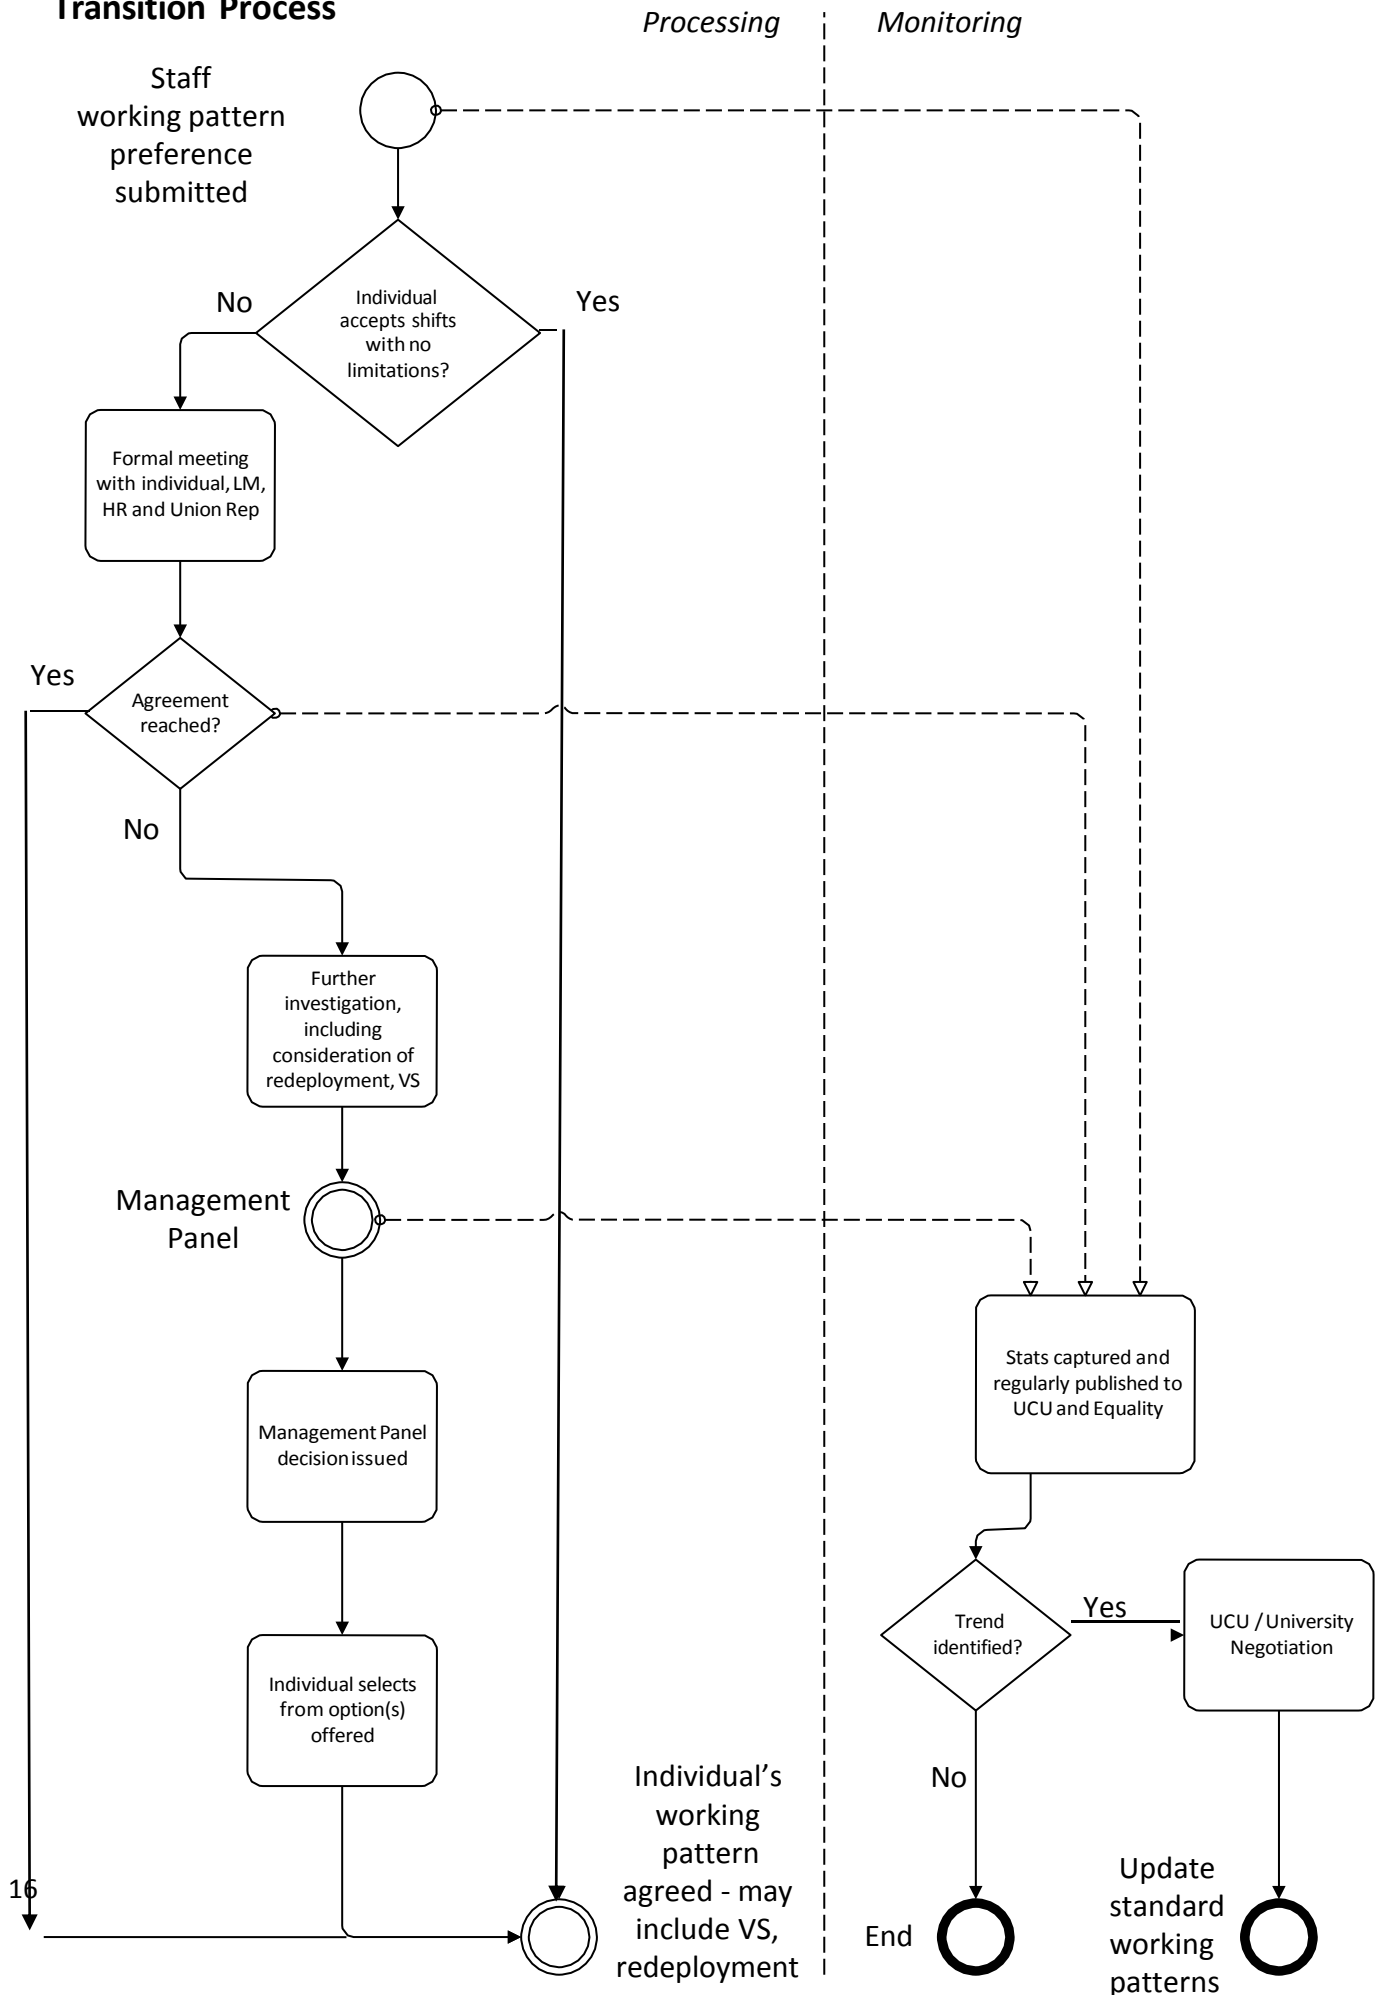 Transition Process
Processing
Monitoring
Staff
working pattern
preference
submitted
No
Individual
accepts shifts
with no
limitations?
Yes
Formal meeting
with individual, LM,
HR and Union Rep
Yes
Agreement
reached?
No
Further
investigation,
including
consideration of
redeployment, VS
Management
Panel
Stats captured and
regularly published to
UCU and Equality
Management Panel
decision issued
Trend
identified?
Yes
UCU / University
Negotiation
Individual selects
from option(s)
offered
No
Individual's
working
pattern
agreed - may
include VS,
redeployment
16
End
Update
standard
working
patterns